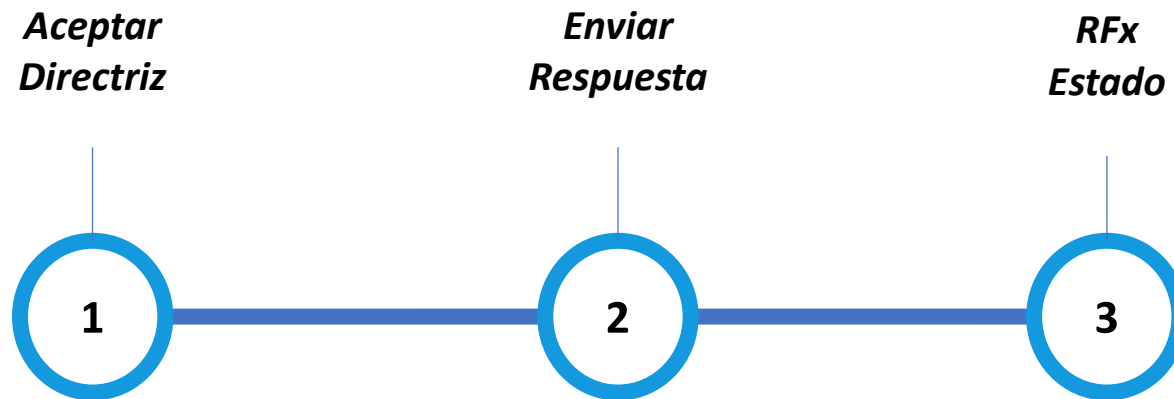 Aceptar
Directriz
Enviar
Respuesta
RFx
Estado
1
2
3